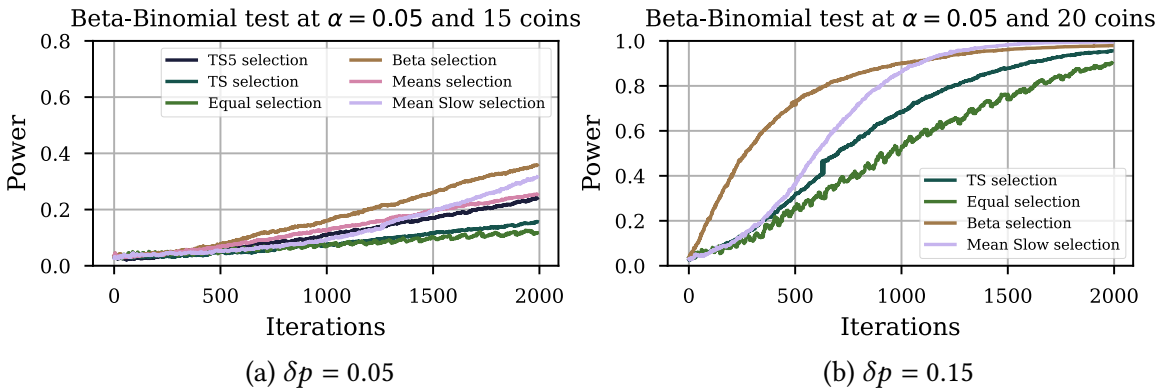 Beta-Binomial test at α = 0.05 and 15 coins
0.8
0.6
0.4
0.2
0.0
Power
TS5 selection
TS selection
Equal selection
Beta selection
Means selection
Mean Slow selection
0 500 1000 1500 2000
Iterations
(a) δp = 0.05
Beta-Binomial test at α = 0.05 and 20 coins
1.0
0.8
0.6
0.4
0.2
0.0
Power
TS selection
Equal selection
Beta selection
Mean Slow selection
0 500 1000 1500 2000
Iterations
(b) δp = 0.15